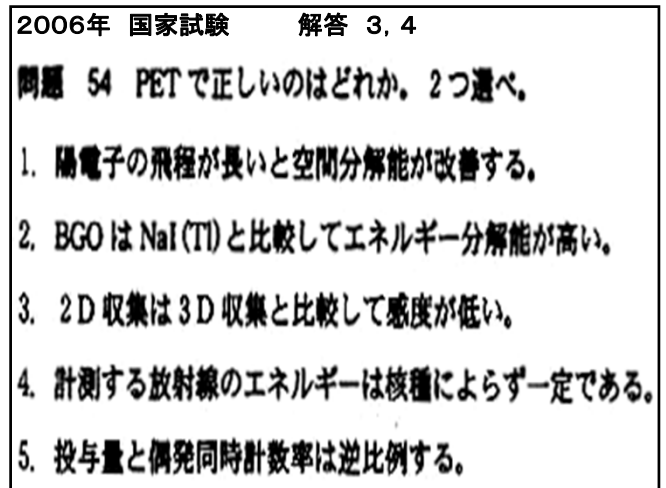 2006年 国家試験 解答 3，4
問題 54 PETで正しいのはどれか。2つ選べ。
1. 陽電子の飛程が長いと空間分解能が改善する。
2. BGOはNaI(Tl)と比較してエネルギー分解能が高い。
3. 2D収集は3D収集と比較して感度が低い。
4. 計測する放射線のエネルギーは核種によらず一定である。
5. 投与量と偶発同時計数率は逆比例する。